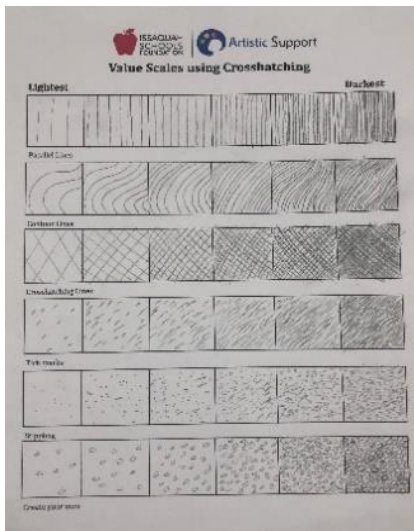 ISSAQUAH
SCHOOLS
FOUNDATION
Artistic Support
Value Scales using Crosshatching
Lightest
Darkest
Parallel Lines
Contour Lines
Crosshatching Lines
Tick marks
Stippling
Create your own